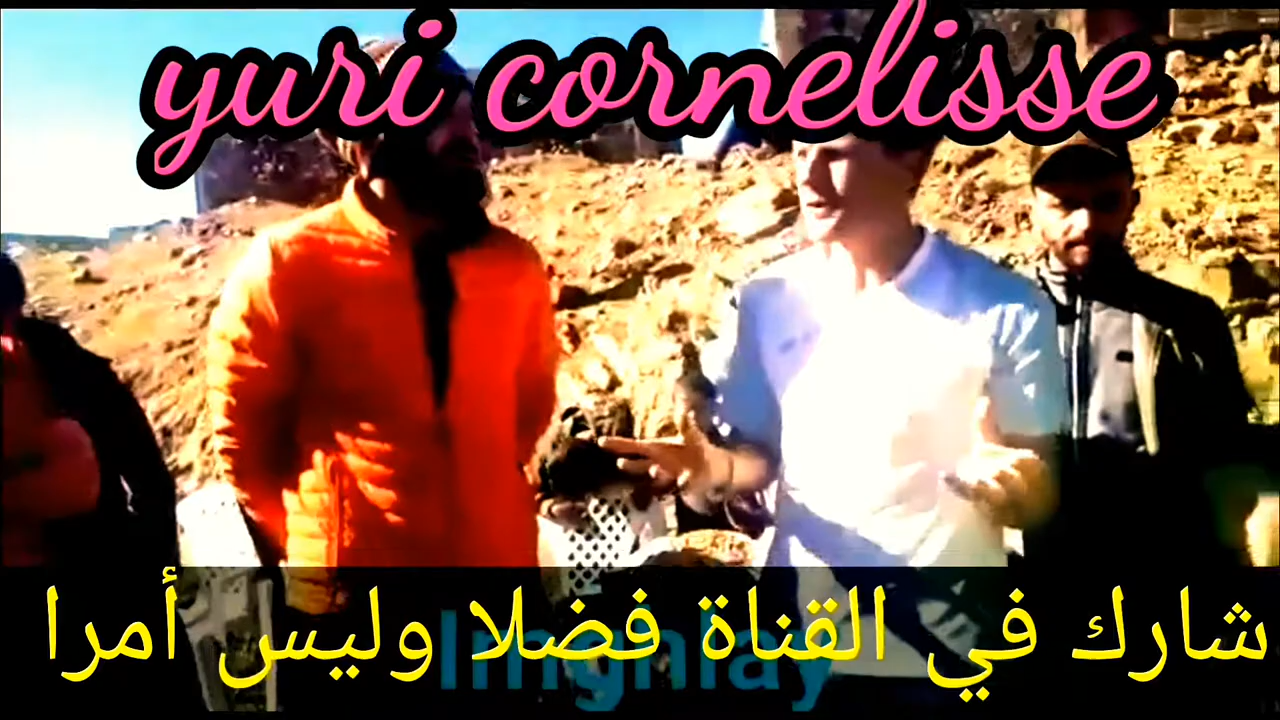 yuri cornelisse
شارك في القناة فضلا وليس أمرا